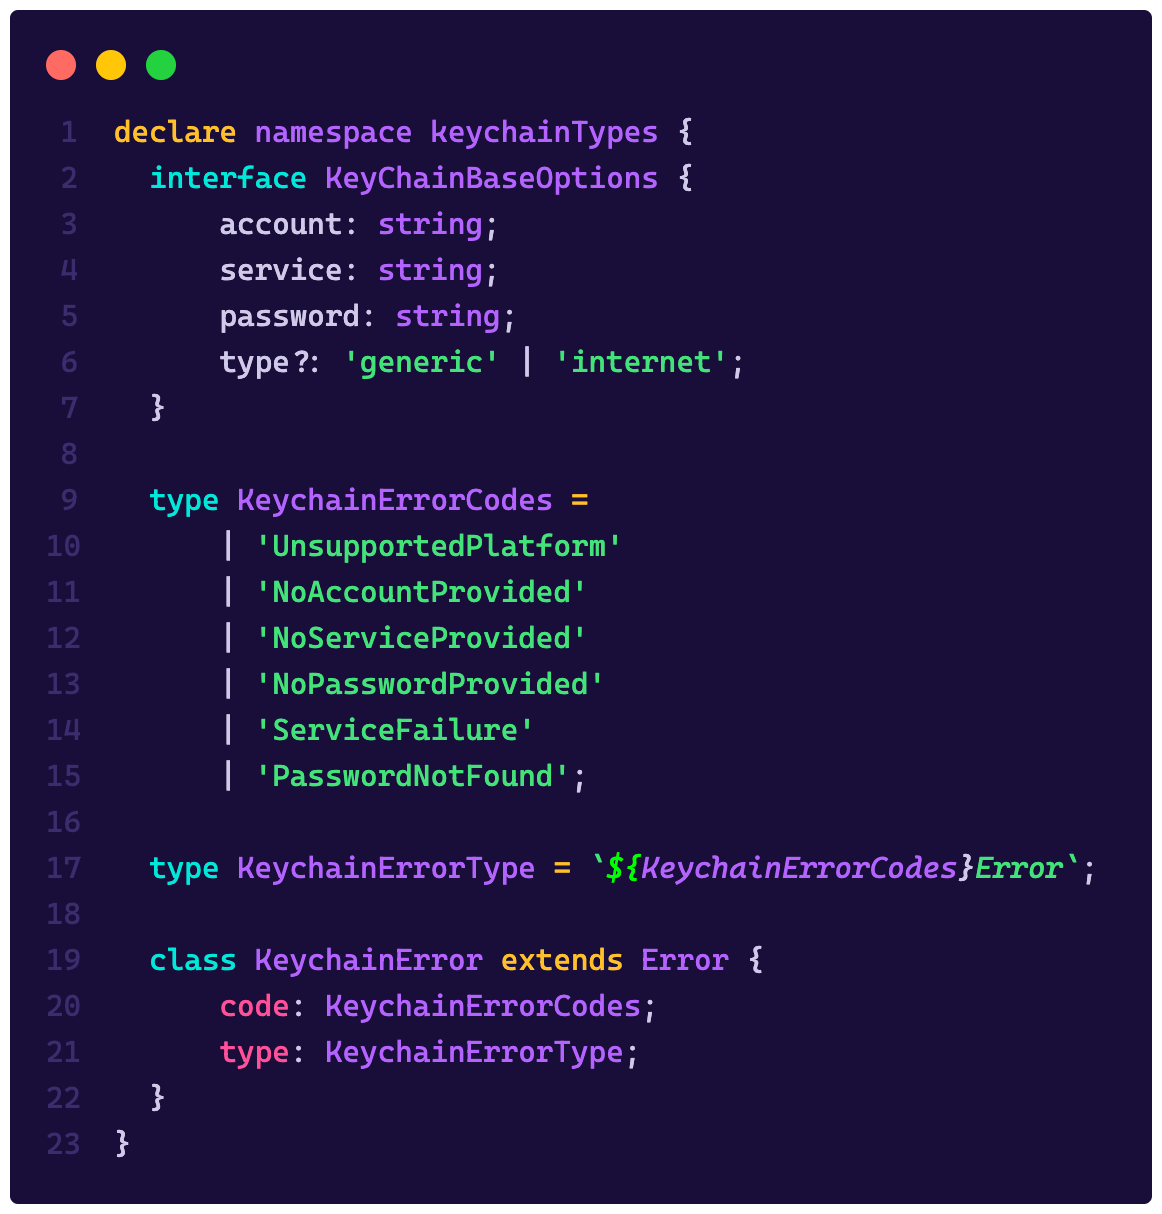 1 declare namespace keychainTypes {
2 interface KeyChainBaseOptions {
3 account: string;
4 service: string;
5 password: string;
6 type?: 'generic' | 'internet';
7 }
8
9 type KeychainErrorCodes =
10 | 'UnsupportedPlatform'
11 | 'NoAccountProvided'
12 | 'NoServiceProvided'
13 | 'NoPasswordProvided'
14 | 'ServiceFailure'
15 | 'PasswordNotFound';
16
17 type KeychainErrorType = `${KeychainErrorCodes}Error`;
18
19 class KeychainError extends Error {
20 code: KeychainErrorCodes;
21 type: KeychainErrorType;
22 }
23 }